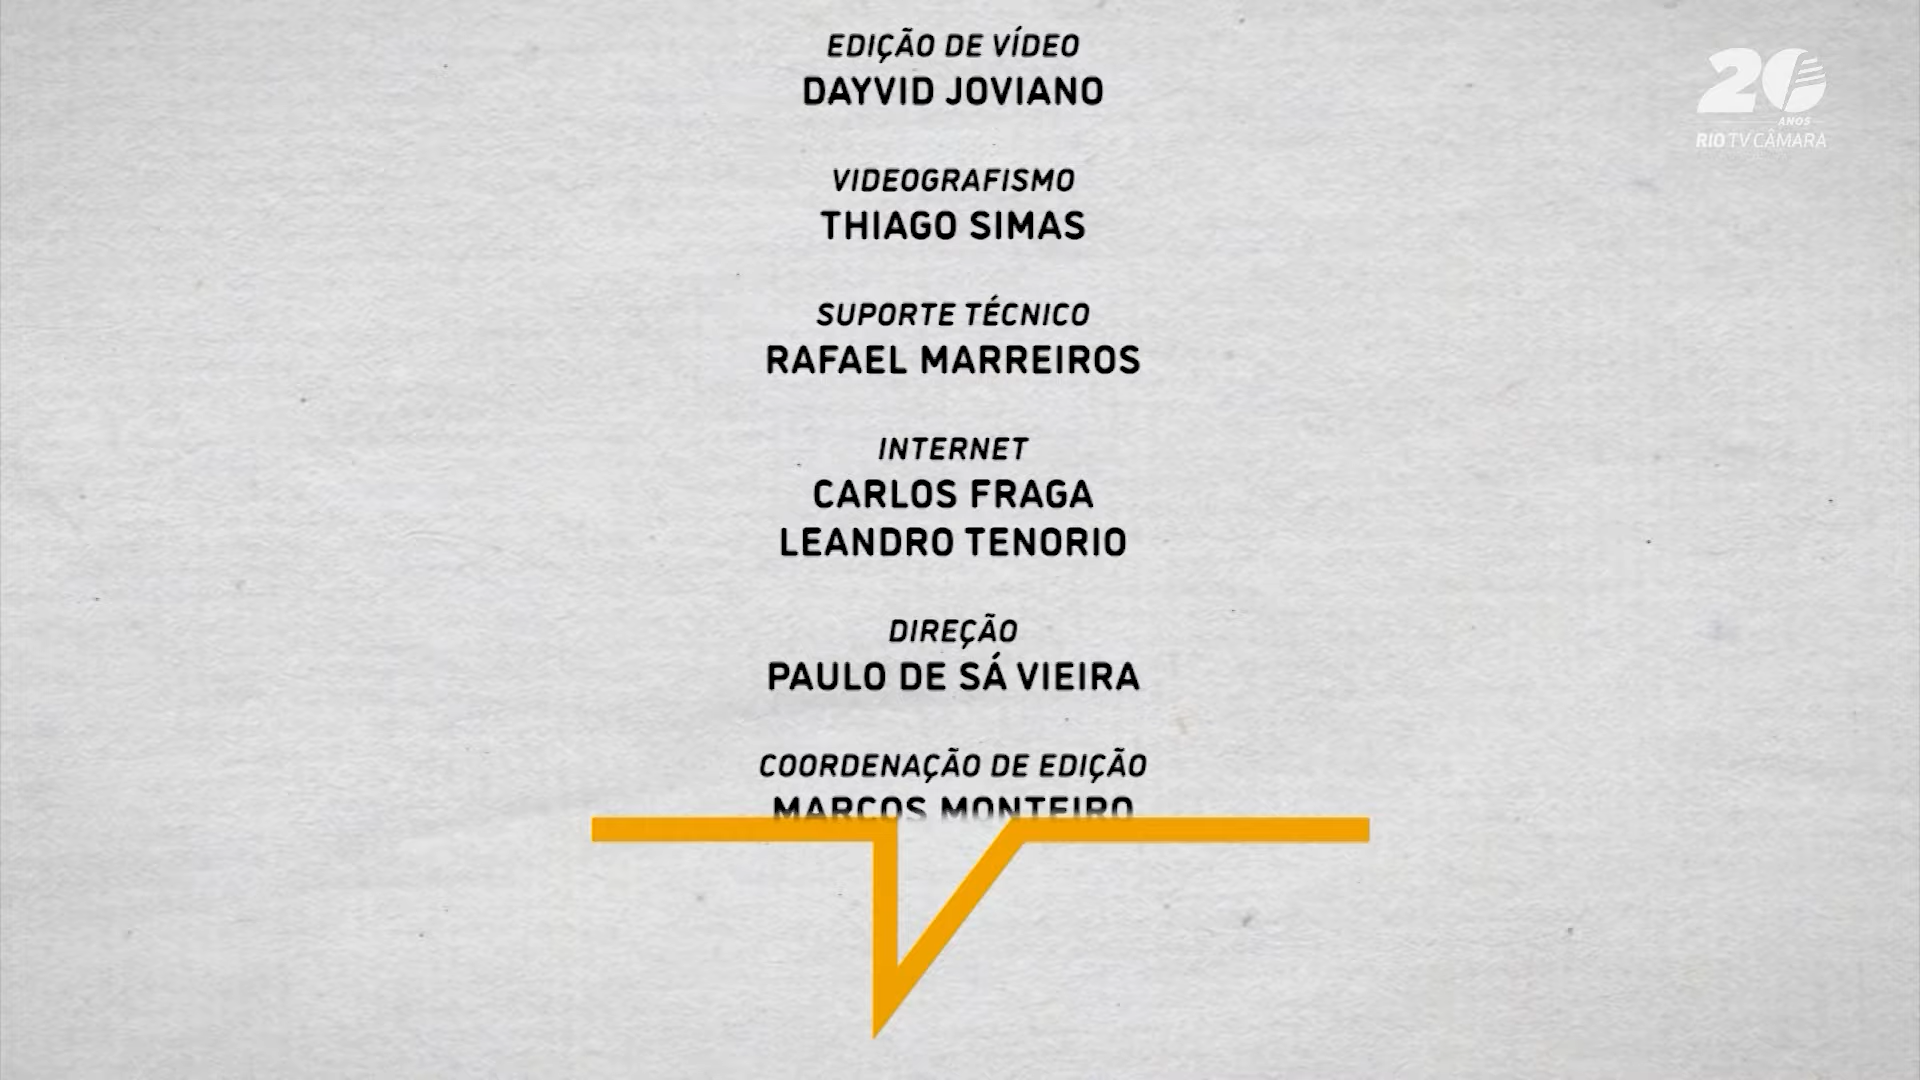 EDIÇÃO DE VÍDEO
DAYVID JOVIANO
VIDEOGRAFISMO
THIAGO SIMAS
SUPORTE TÉCNICO
RAFAEL MARREIROS
INTERNET
CARLOS FRAGA
LEANDRO TENORIO
DIREÇÃO
PAULO DE SÁ VIEIRA
COORDENAÇÃO DE EDIÇÃO
MARCOS MONTEIRO
20
ANOS
RIO TV CÂMARA